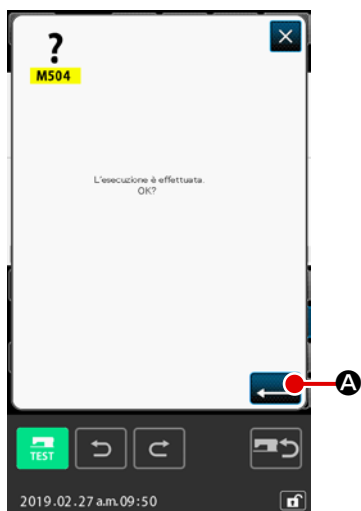 ?
M504
L'esecuzione è effettuata.
OK?
A
TEST
2019.02.27 a.m. 09:50